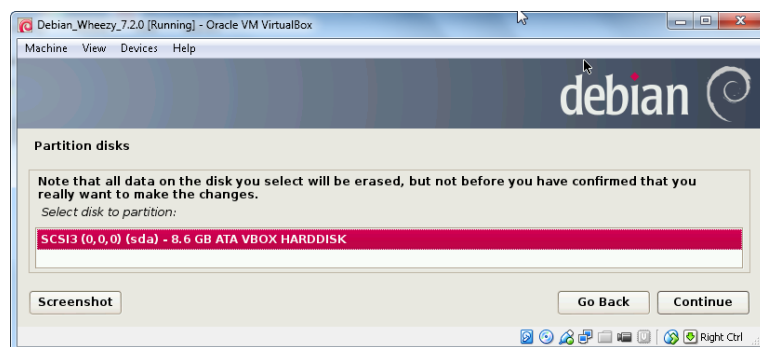 Debian_Wheezy_7.2.0 [Running] - Oracle VM VirtualBox
Machine View Devices Help
debian
Partition disks
Note that all data on the disk you select will be erased, but not before you have confirmed that you
really want to make the changes.
Select disk to partition:
SCSI3 (0,0,0) (sda) - 8.6 GB ATA VBOX HARDDISK
Screenshot Go Back Continue
Right Ctrl